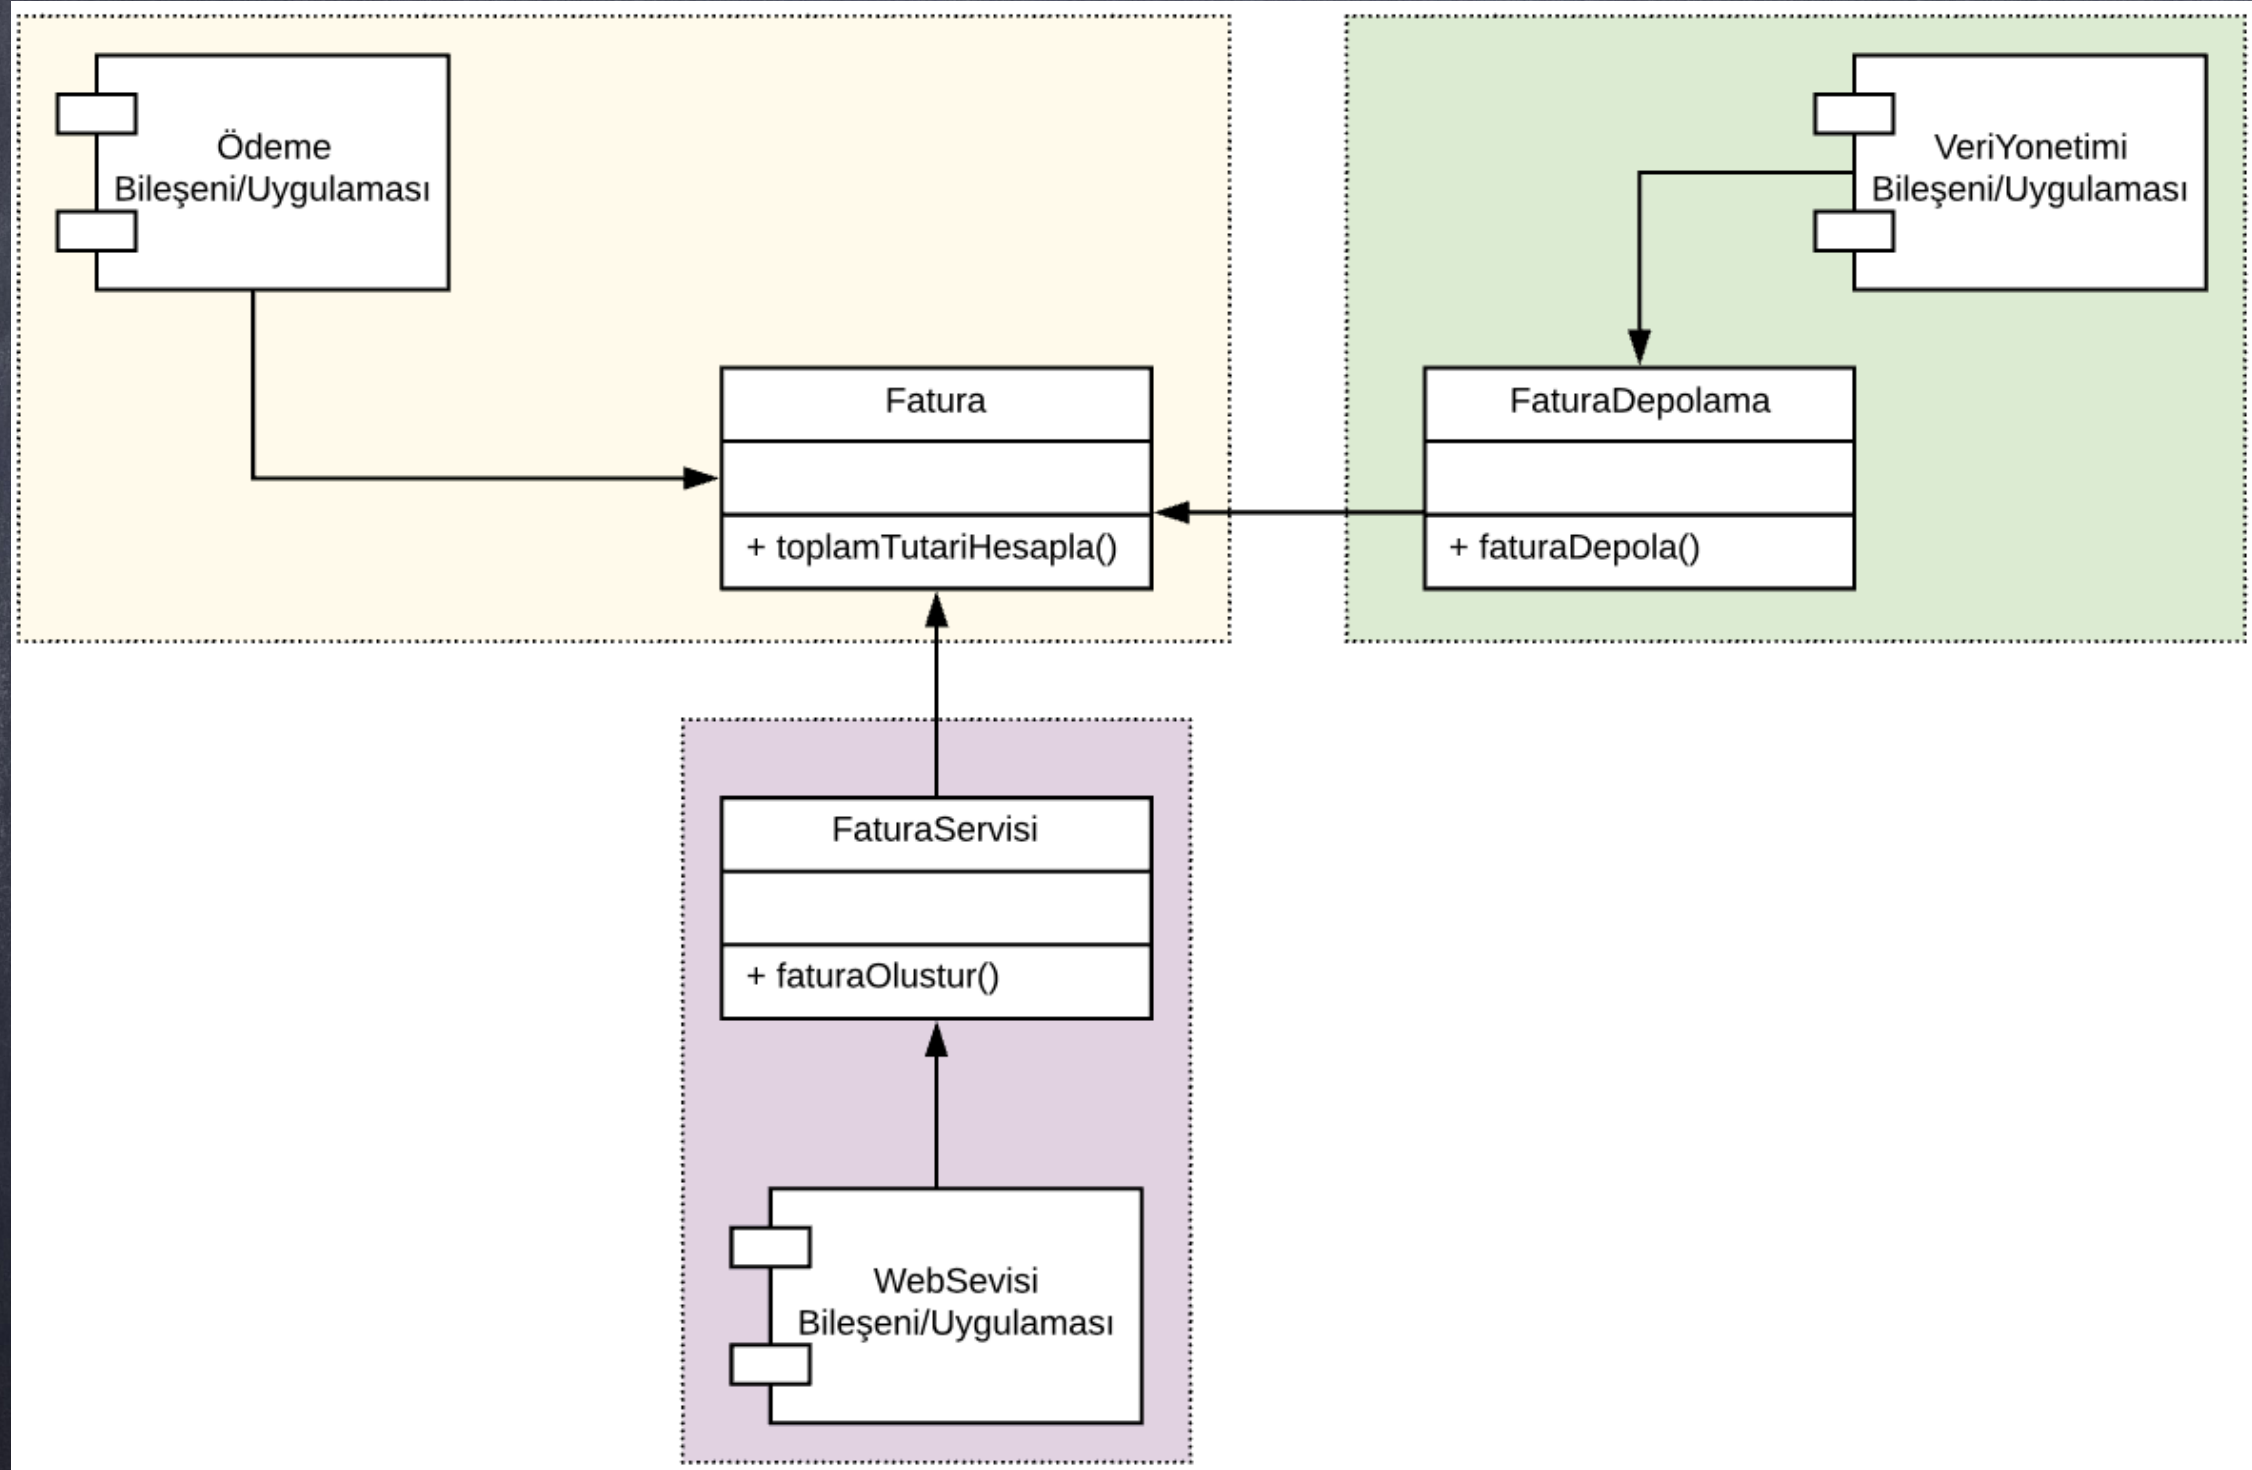 Ödeme
Bileşeni/Uygulaması
VeriYonetimi
Bileşeni/Uygulaması
Fatura
+ toplamTutariHesapla()
FaturaDepolama
+ faturaDepola()
FaturaServisi
+ faturaOlustur()
WebSevisi
Bileşeni/Uygulaması